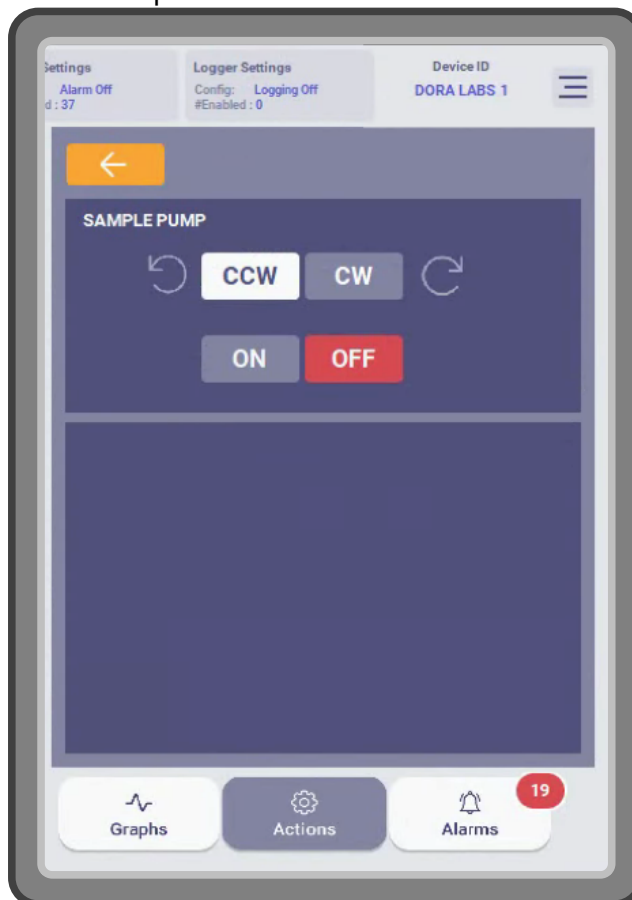 Settings
Alarm Off
d : 37
Logger Settings
Config: Logging Off
#Enabled : 0
Device ID
DORA LABS 1
SAMPLE PUMP
CCW
CW
ON
OFF
Graphs
Actions
Alarms
19